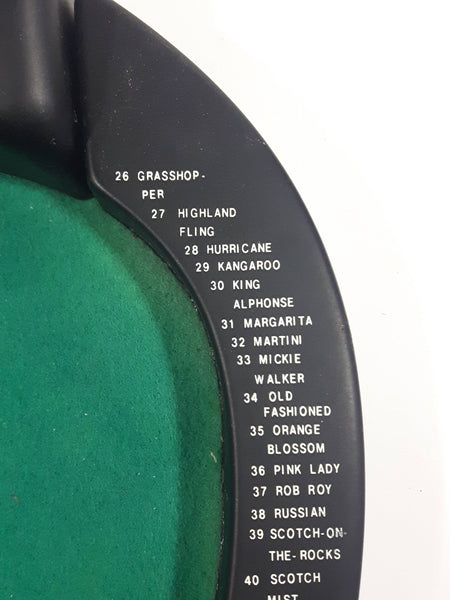 26 GRASSHOP-
PER
27 HIGHLAND
FLING
28 HURRICANE
29 KANGAROO
30 KING
ALPHONSE
31 MARGARITA
32 MARTINI
33 MICKIE
WALKER
34 OLD
FASHIONED
35 ORANGE
BLOSSOM
36 PINK LADY
37 ROB ROY
38 RUSSIAN
39 SCOTCH-ON-
THE-ROCKS
40 SCOTCH
MIST